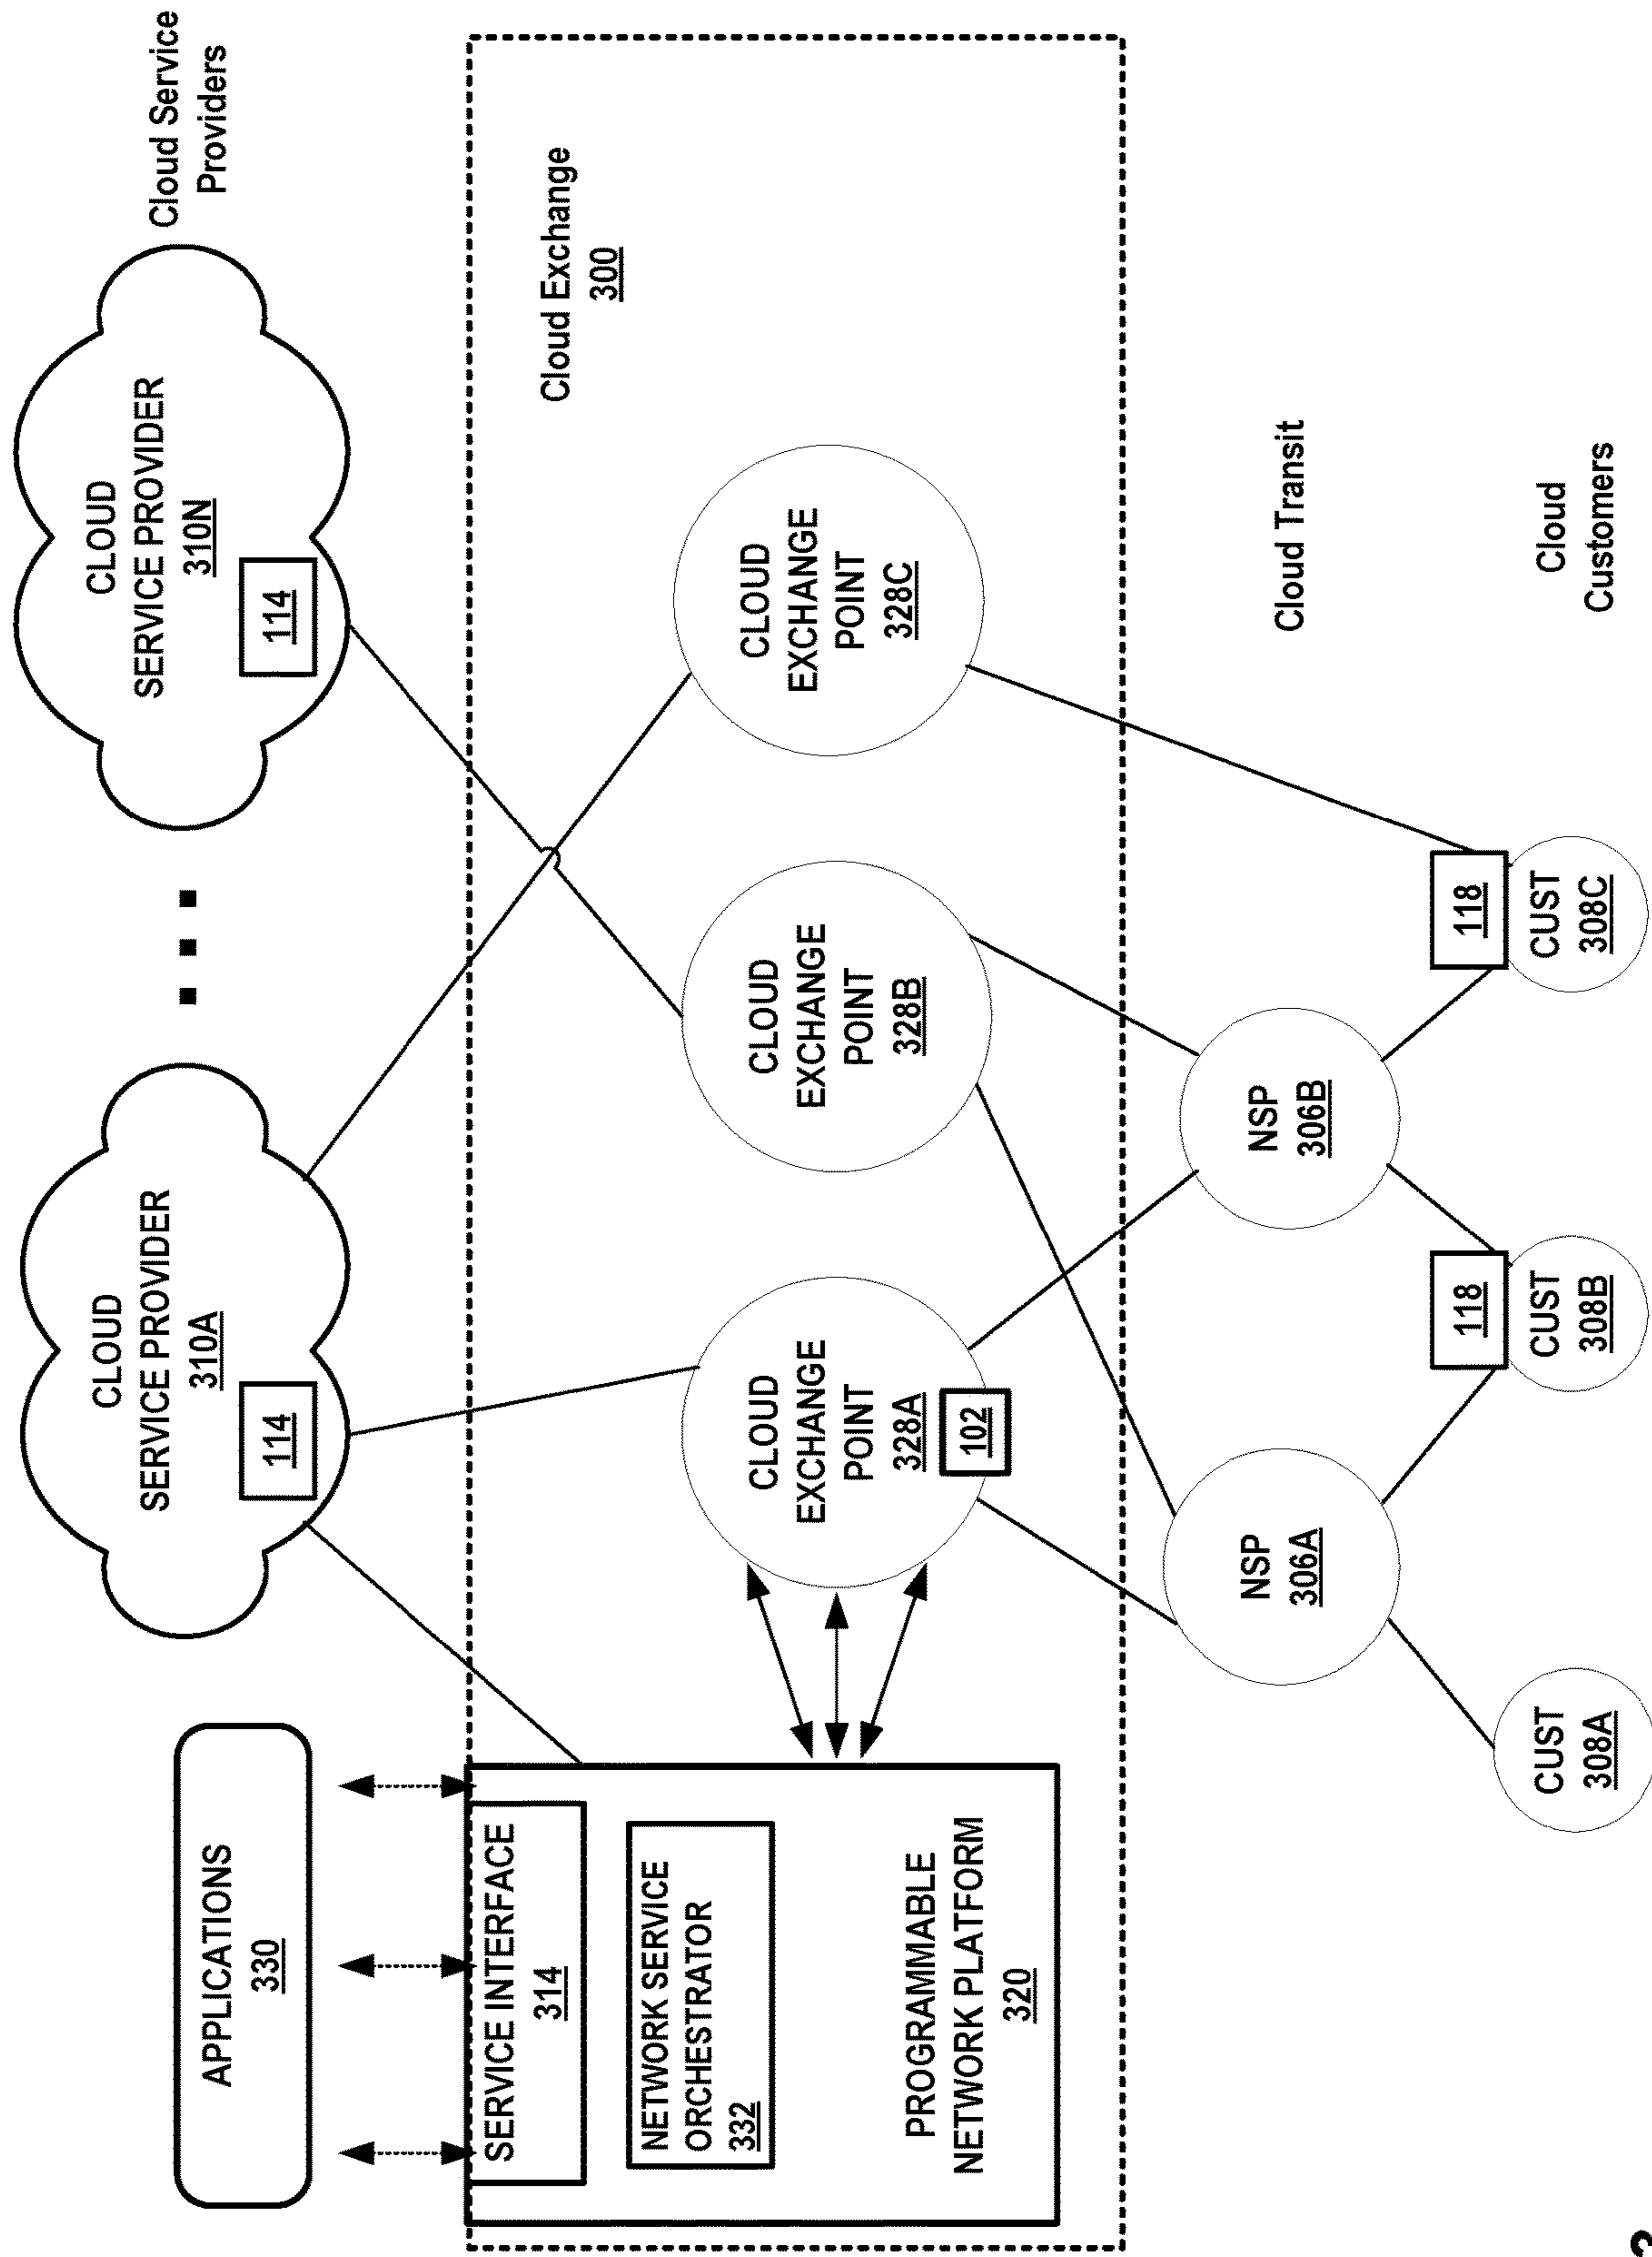 APPLICATIONS
330
CLOUD
SERVICE PROVIDER
310A
114
CLOUD
SERVICE PROVIDER
310N
114
Cloud Service
Providers
SERVICE INTERFACE
314
NETWORK SERVICE
ORCHESTRATOR
332
PROGRAMMABLE
NETWORK PLATFORM
320
Cloud Exchange
300
CLOUD
EXCHANGE
POINT
328A
102
CLOUD
EXCHANGE
POINT
328B
CLOUD
EXCHANGE
POINT
328C
NSP
306A
NSP
306B
Cloud Transit
CUST
308A
118
CUST
308B
118
CUST
308C
Cloud
Customers